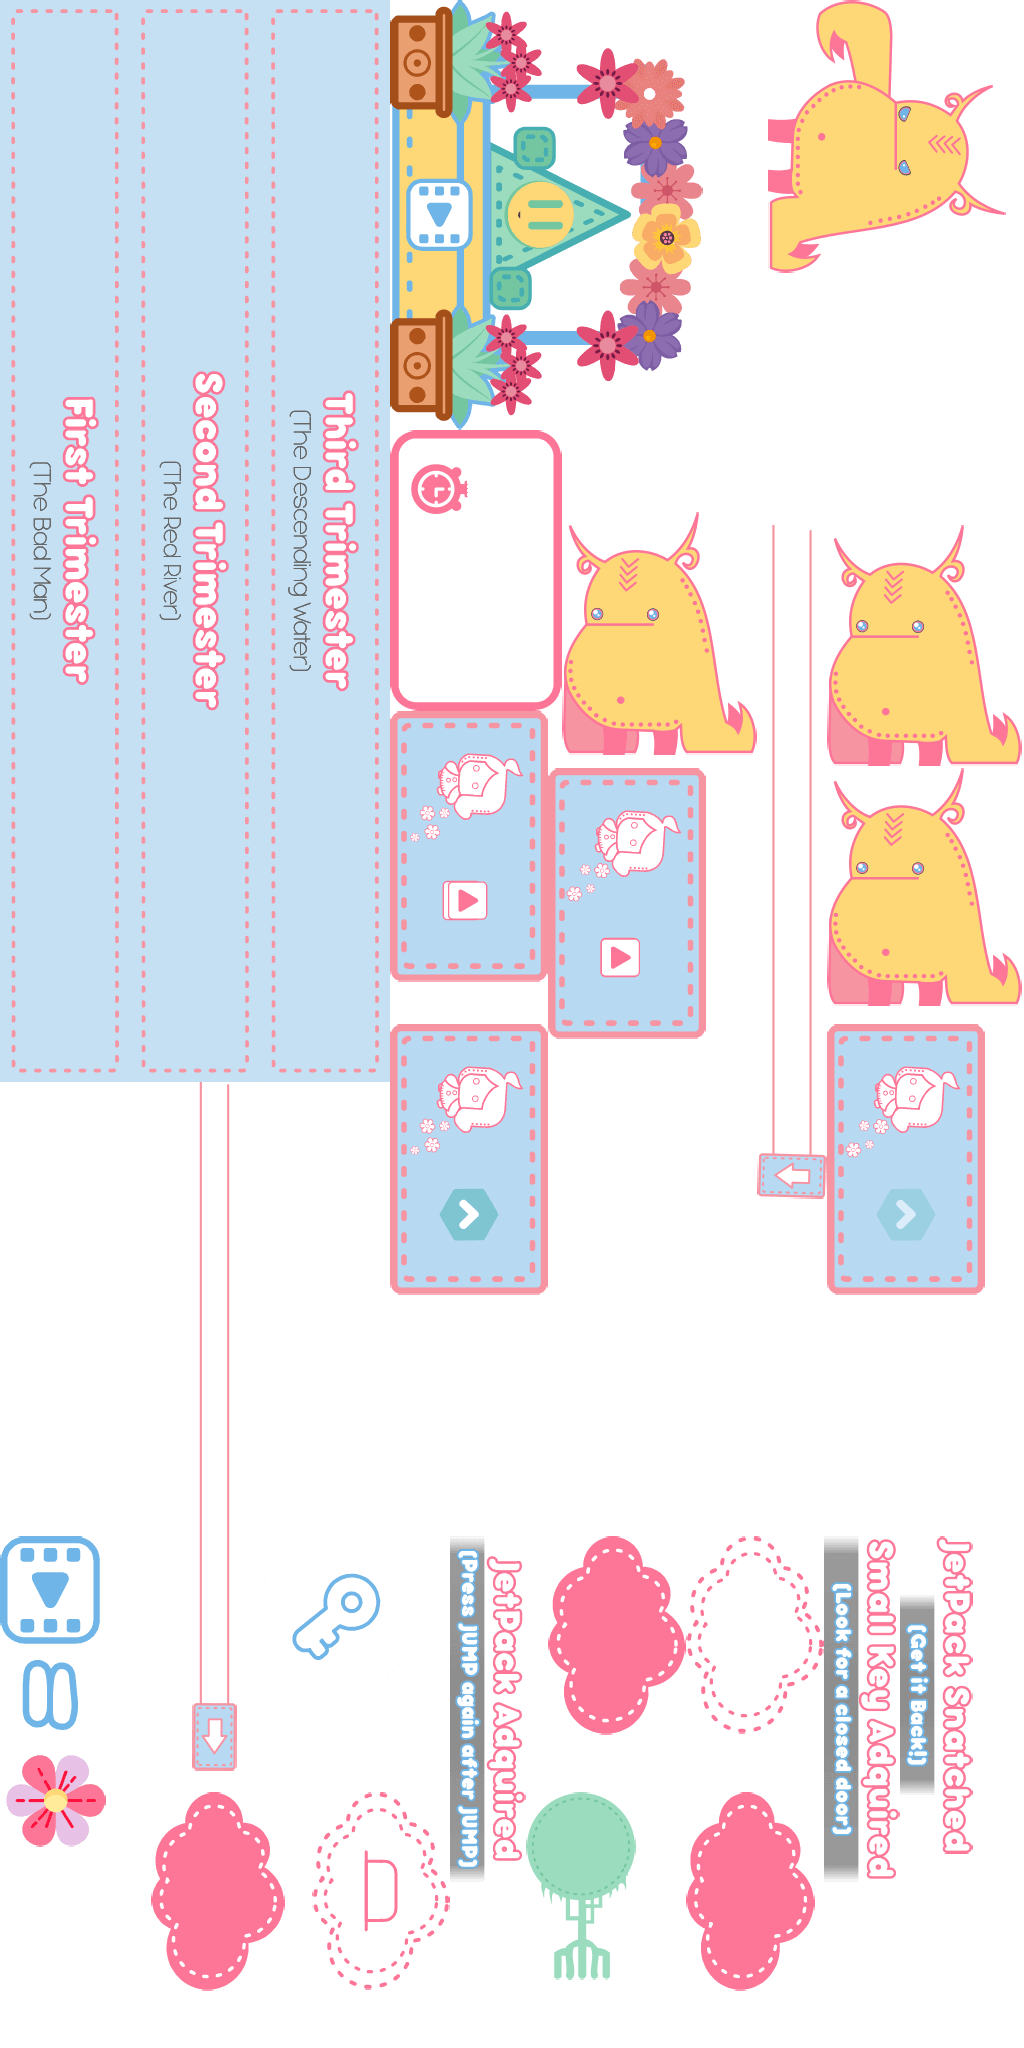 Third Trimester
(The Descending Water)
Second Trimester
(The Red River)
First Trimester
(The Bad Man)
JetPack Snatched
(Get it Back!)
Small Key Adquired
(Look for a closed door)
JetPack Adquired
(Press JUMP again after JUMP)